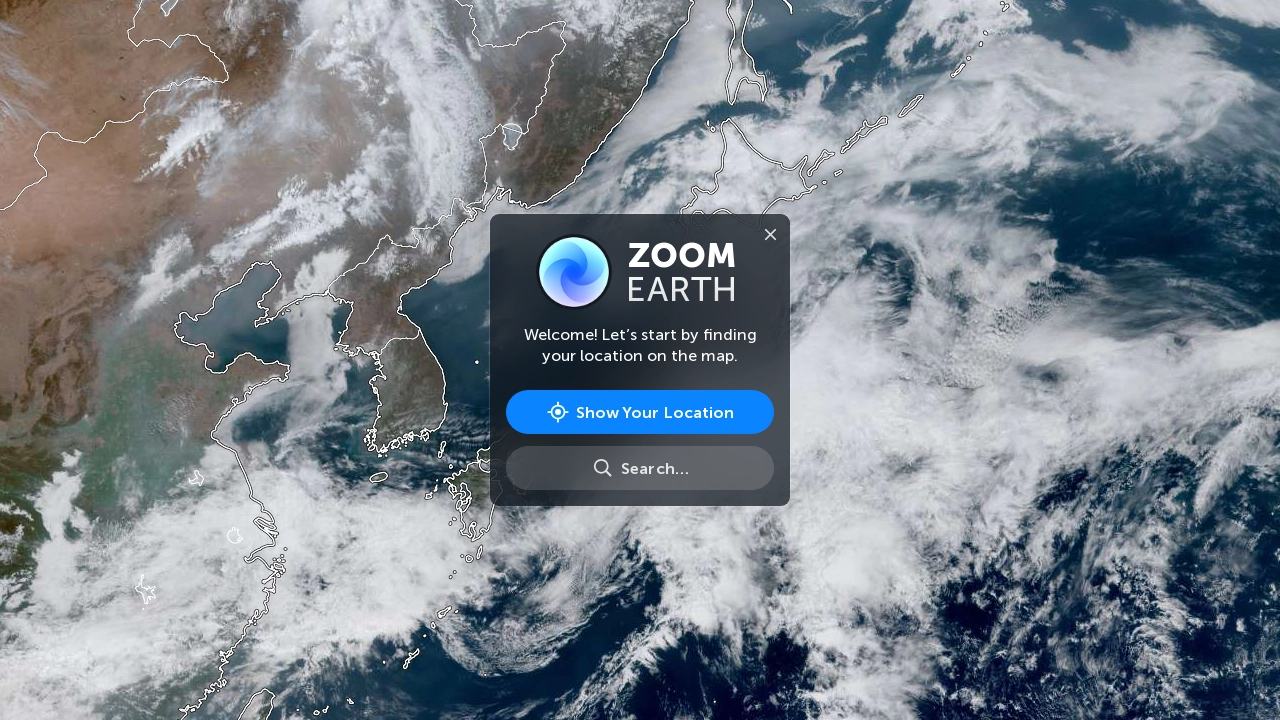 ZOOM
EARTH
Welcome! Let’s start by finding
your location on the map.
Show Your Location
Search...